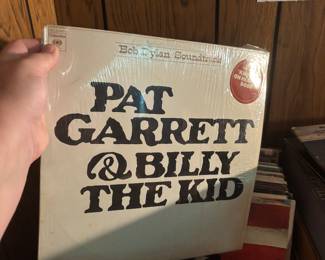 Bob Dylan Soundtrack
PAT
GARRETT
& BILLY
THE KID